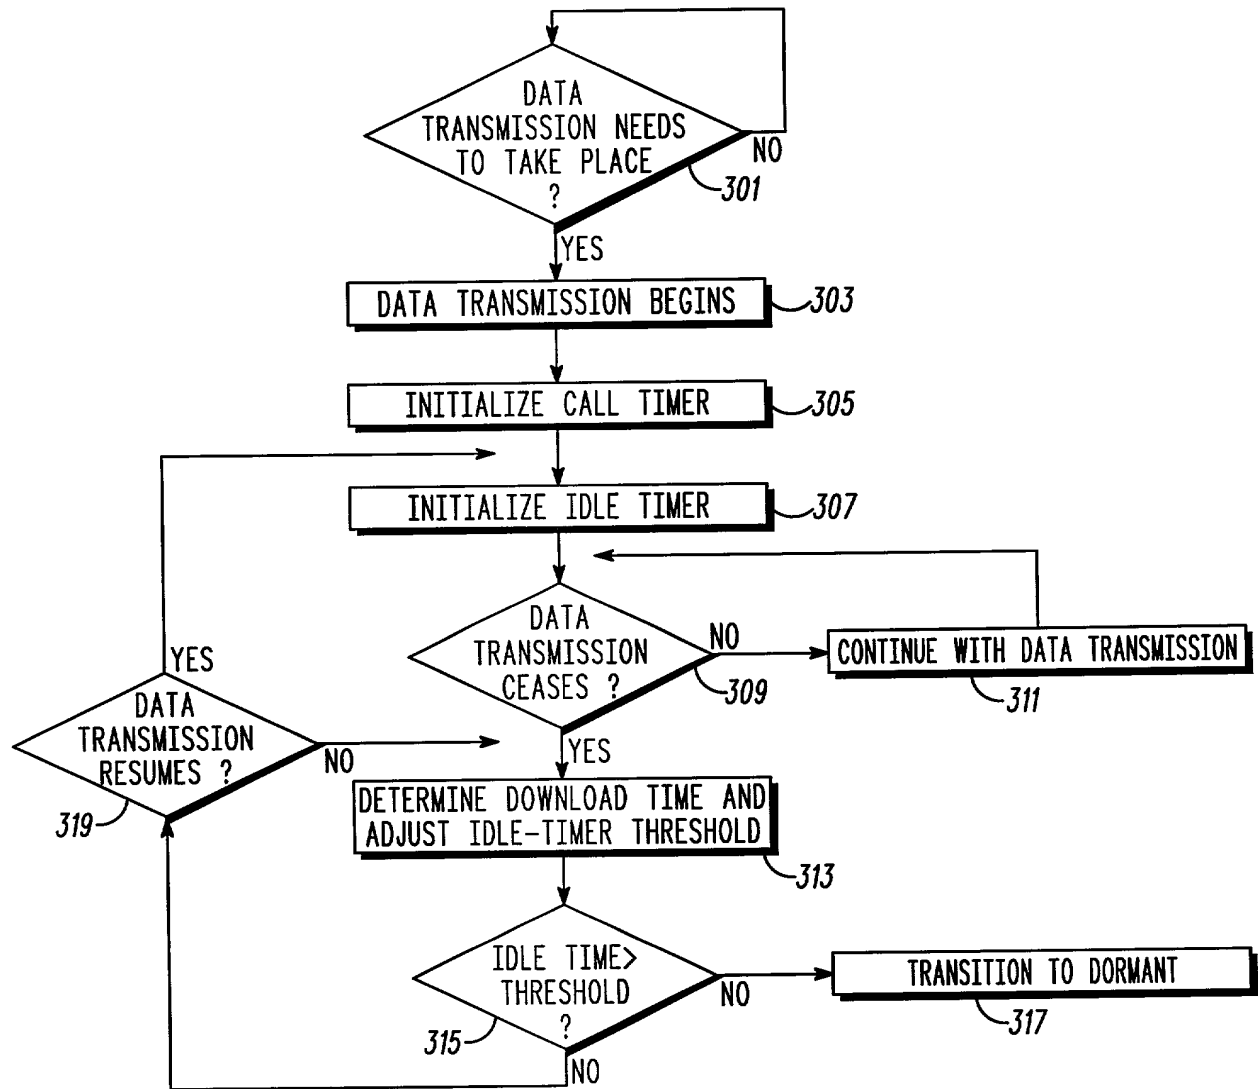 DATA
TRANSMISSION NEEDS
TO TAKE PLACE
?
NO
301
YES
DATA TRANSMISSION BEGINS
303
INITIALIZE CALL TIMER
305
INITIALIZE IDLE TIMER
307
DATA
TRANSMISSION
CEASES ?
NO
309
CONTINUE WITH DATA TRANSMISSION
311
YES
YES
DATA
TRANSMISSION
RESUMES ?
NO
319
DETERMINE DOWNLOAD TIME AND
ADJUST IDLE-TIMER THRESHOLD
313
IDLE TIME>
THRESHOLD
?
NO
315
NO
TRANSITION TO DORMANT
317